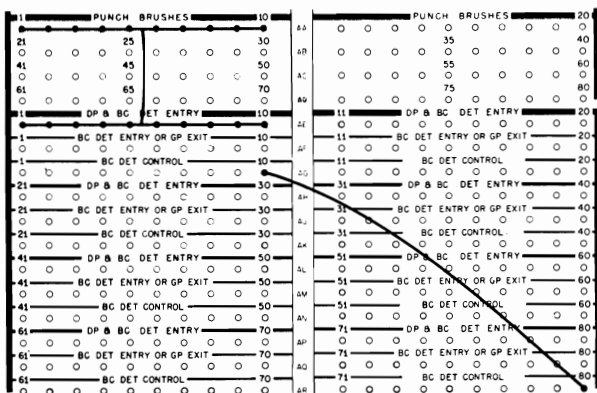 1 PUNCH BRUSHES 10 PUNCH BRUSHES 20
AA
21 25 30 35 40
AB
41 45 50 55 60
AC
61 65 70 75 80
AD
1 DP & BC DET ENTRY 10 11 DP & BC DET ENTRY 20
AE
1 BC DET ENTRY OR GP EXIT 10 11 BC DET ENTRY OR GP EXIT 20
AF
1 BC DET CONTROL 10 11 BC DET CONTROL 20
AG
21 DP & BC DET ENTRY 30 31 DP & BC DET ENTRY 40
AH
21 BC DET ENTRY OR GP EXIT 30 31 BC DET ENTRY OR GP EXIT 40
AJ
21 BC DET CONTROL 30 31 BC DET CONTROL 40
AK
41 DP & BC DET ENTRY 50 51 DP & BC DET ENTRY 60
AL
41 BC DET ENTRY OR GP EXIT 50 51 BC DET ENTRY OR GP EXIT 60
AM
41 BC DET CONTROL 50 51 BC DET CONTROL 60
AN
61 DP & BC DET ENTRY 70 71 DP & BC DET ENTRY 80
AP
61 BC DET ENTRY OR GP EXIT 70 71 BC DET ENTRY OR GP EXIT 80
AQ
61 BC DET CONTROL 70 71 BC DET CONTROL 80
AR